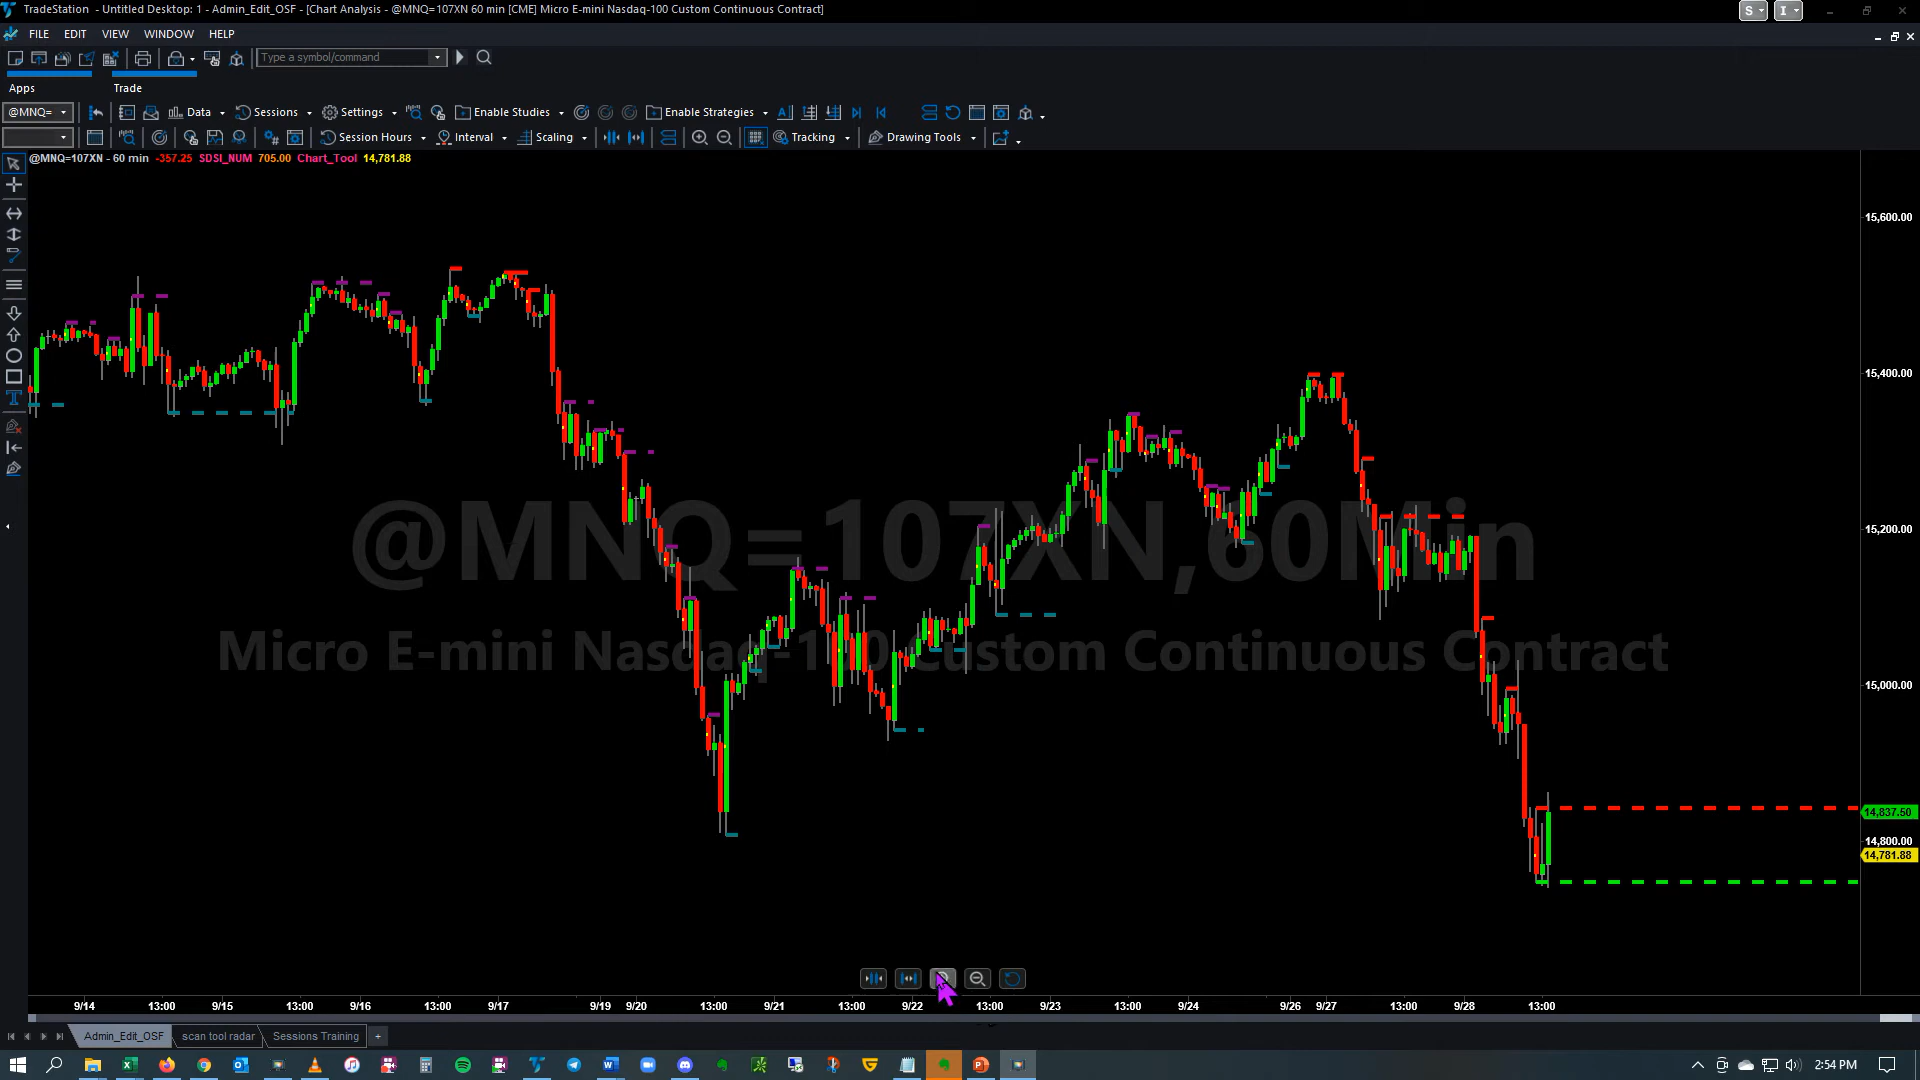 TradeStation - Untitled Desktop: 1 - Admin_Edit_OSF - [Chart Analysis - @MNQ=107XN 60 min [CME] Micro E-mini Nasdaq-100 Custom Continuous Contract]
S I
FILE EDIT VIEW WINDOW HELP
Type a symbol/command
Apps Trade
@MNQ= Data Sessions Settings Enable Studies Enable Strategies
Session Hours Interval Scaling Tracking Drawing Tools
@MNQ=107XN - 60 min -357.25 SDSI_NUM 705.00 Chart_Tool 14,781.88
15,600.00
15,400.00
15,200.00
@MNQ=107XN,60Min
Micro E-mini Nasdaq-100 Custom Continuous Contract
15,000.00
14,837.50
14,800.00
14,781.88
9/14 13:00 9/15 13:00 9/16 13:00 9/17 9/19 9/20 13:00 9/21 13:00 9/22 13:00 9/23 13:00 9/24 9/26 9/27 13:00 9/28 13:00
Admin_Edit_OSF scan tool radar Sessions Training +
2:54 PM